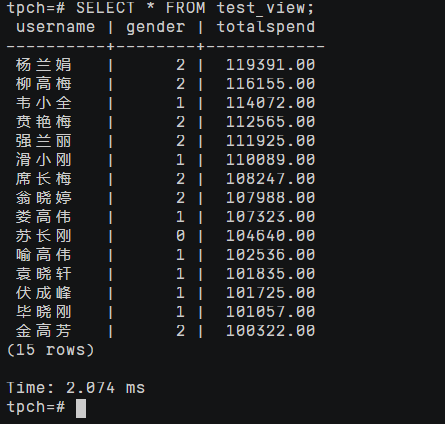 tpch=# SELECT * FROM test_view;
 username | gender | totalspend
----------+--------+------------
 杨兰娟   |      2 |  119391.00
 柳高梅   |      2 |  116155.00
 韦小全   |      1 |  114072.00
 贲艳梅   |      2 |  112565.00
 强兰丽   |      2 |  111925.00
 滑小刚   |      1 |  110089.00
 席长梅   |      2 |  108247.00
 翁晓婷   |      2 |  107988.00
 娄高伟   |      1 |  107323.00
 苏长刚   |      0 |  104640.00
 喻高伟   |      1 |  102536.00
 袁晓轩   |      1 |  101835.00
 伏成峰   |      1 |  101725.00
 毕晓刚   |      1 |  101057.00
 金高芳   |      2 |  100322.00
(15 rows)

Time: 2.074 ms
tpch=#